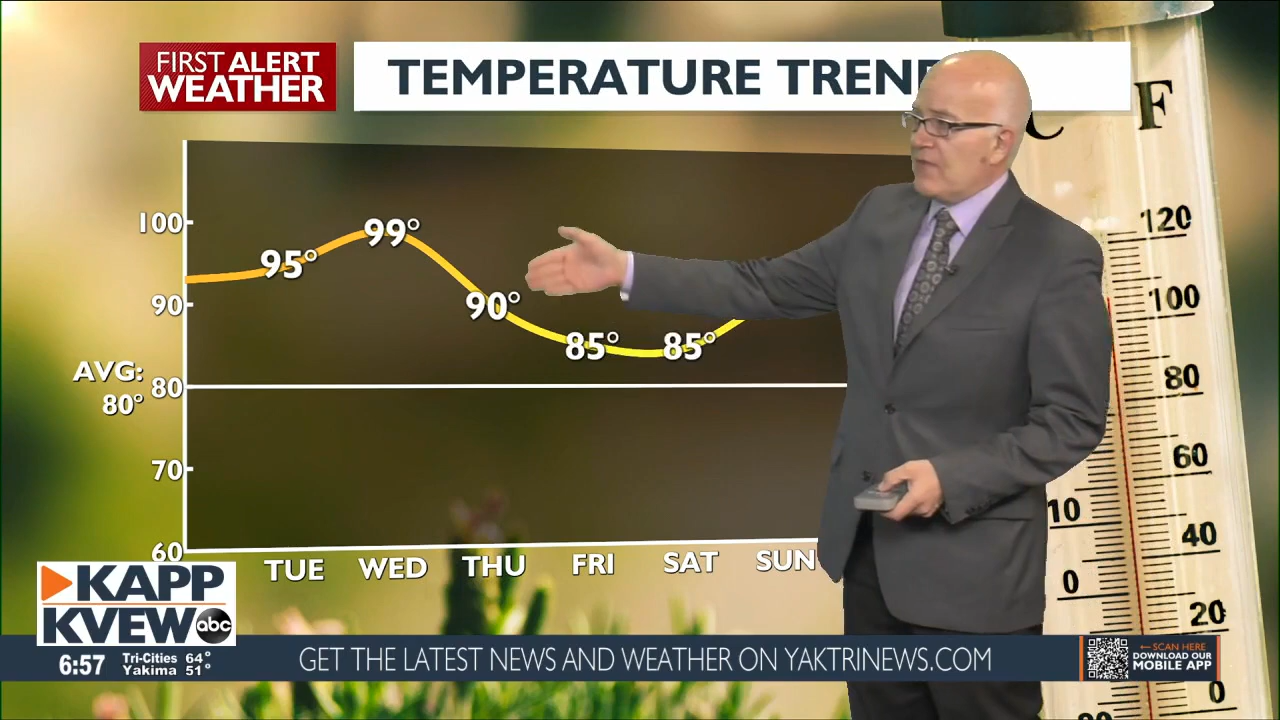 FIRST ALERT
WEATHER
TEMPERATURE TREN
C F
120
100
80
60
40
20
0
10
0
100
90
AVG:
80°
80
70
60
95°
99°
90°
85°
85°
TUE WED THU FRI SAT SUN
KAPP
KVEW abc
6:57
Tri-Cities 64°
Yakima 51°
GET THE LATEST NEWS AND WEATHER ON YAKTRINEWS.COM
←SCAN HERE
DOWNLOAD OUR
MOBILE APP